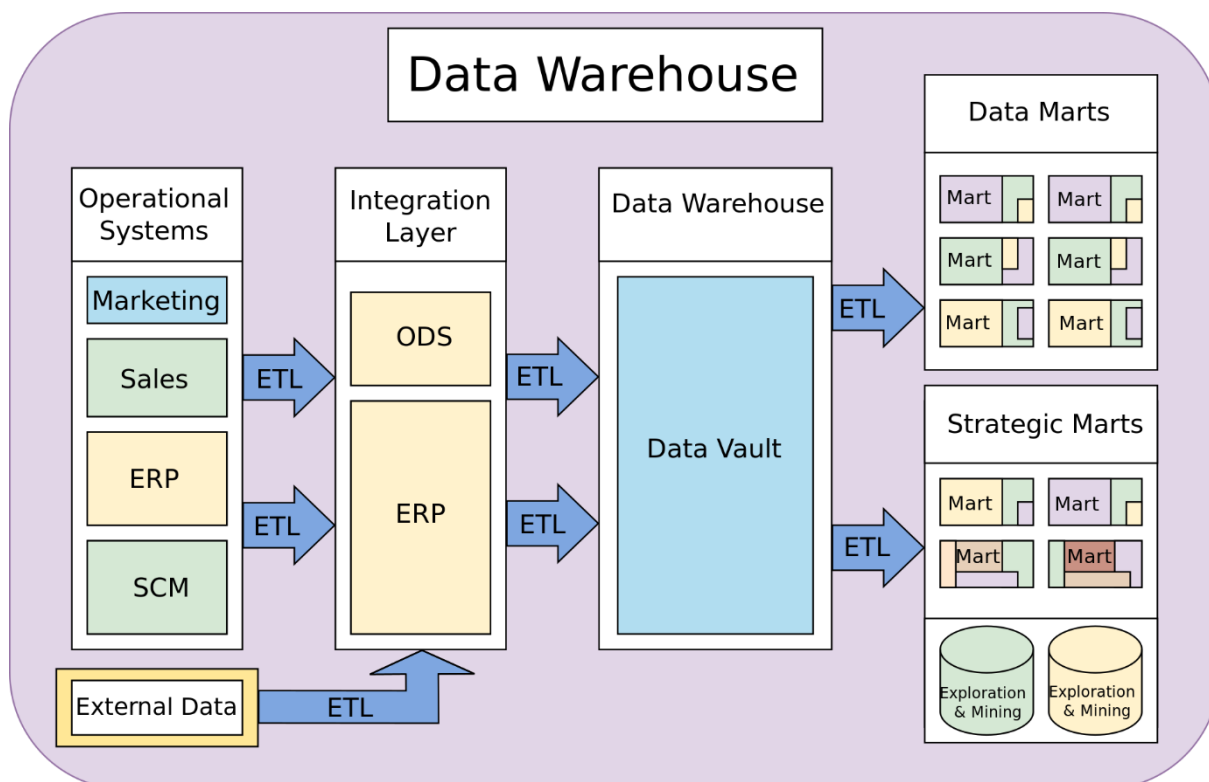 Data Warehouse
Operational
Systems
Marketing
Sales
ERP
SCM
External Data
ETL
ETL
ETL
Integration
Layer
ODS
ERP
ETL
ETL
Data Warehouse
Data Vault
ETL
ETL
Data Marts
Mart
Mart
Mart
Mart
Mart
Mart
Strategic Marts
Mart
Mart
Mart
Mart
Exploration
& Mining
Exploration
& Mining